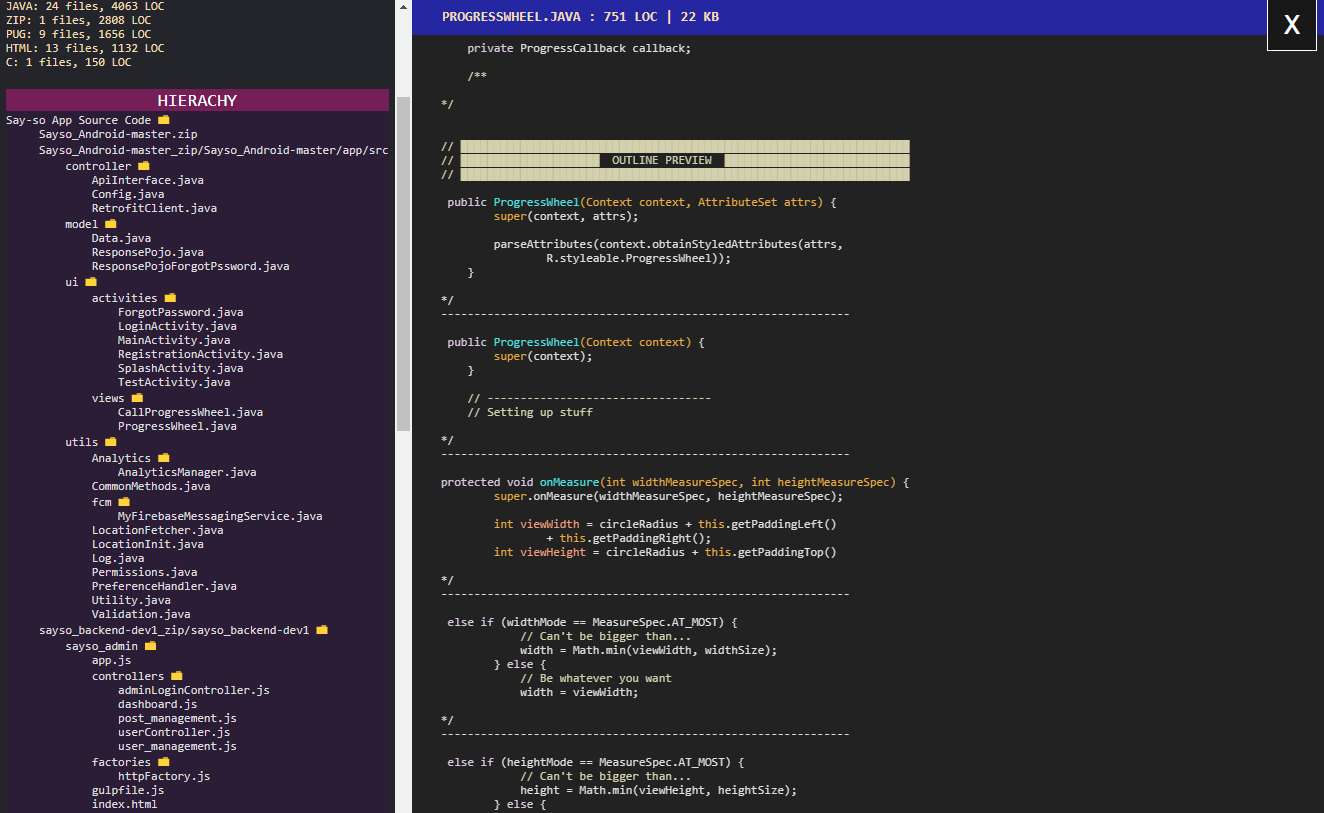 JAVA: 24 files, 4063 LOC
ZIP: 1 files, 2808 LOC
PUG: 9 files, 1656 LOC
HTML: 13 files, 1132 LOC
C: 1 files, 150 LOC
HIERACHY
Say-so App Source Code
Sayso_Android-master.zip
Sayso_Android-master_zip/Sayso_Android-master/app/src
controller
ApiInterface.java
Config.java
RetrofitClient.java
model
Data.java
ResponsePojo.java
ResponsePojoForgotPssword.java
ui
activities
ForgotPassword.java
LoginActivity.java
MainActivity.java
RegistrationActivity.java
SplashActivity.java
TestActivity.java
views
CallProgressWheel.java
ProgressWheel.java
utils
Analytics
AnalyticsManager.java
CommonMethods.java
fcm
MyFirebaseMessagingService.java
LocationFetcher.java
LocationInit.java
Log.java
Permissions.java
PreferenceHandler.java
Utility.java
Validation.java
sayso_backend-dev1_zip/sayso_backend-dev1
sayso_admin
app.js
controllers
adminLoginController.js
dashboard.js
post_management.js
userController.js
user_management.js
factories
httpFactory.js
gulpfile.js
index.html
PROGRESSWHEEL.JAVA : 751 LOC | 22 KB
X
private ProgressCallback callback;
/**
*/
//
// OUTLINE PREVIEW
//
public ProgressWheel(Context context, AttributeSet attrs) {
super(context, attrs);
parseAttributes(context.obtainStyledAttributes(attrs,
R.styleable.ProgressWheel));
}
*/
--------------------------------------------------------------
public ProgressWheel(Context context) {
super(context);
}
// ----------------------------------
// Setting up stuff
*/
--------------------------------------------------------------
protected void onMeasure(int widthMeasureSpec, int heightMeasureSpec) {
super.onMeasure(widthMeasureSpec, heightMeasureSpec);
int viewWidth = circleRadius + this.getPaddingLeft()
+ this.getPaddingRight();
int viewHeight = circleRadius + this.getPaddingTop()
*/
--------------------------------------------------------------
else if (widthMode == MeasureSpec.AT_MOST) {
// Can't be bigger than...
width = Math.min(viewWidth, widthSize);
} else {
// Be whatever you want
width = viewWidth;
*/
--------------------------------------------------------------
else if (heightMode == MeasureSpec.AT_MOST) {
// Can't be bigger than...
height = Math.min(viewHeight, heightSize);
} else {